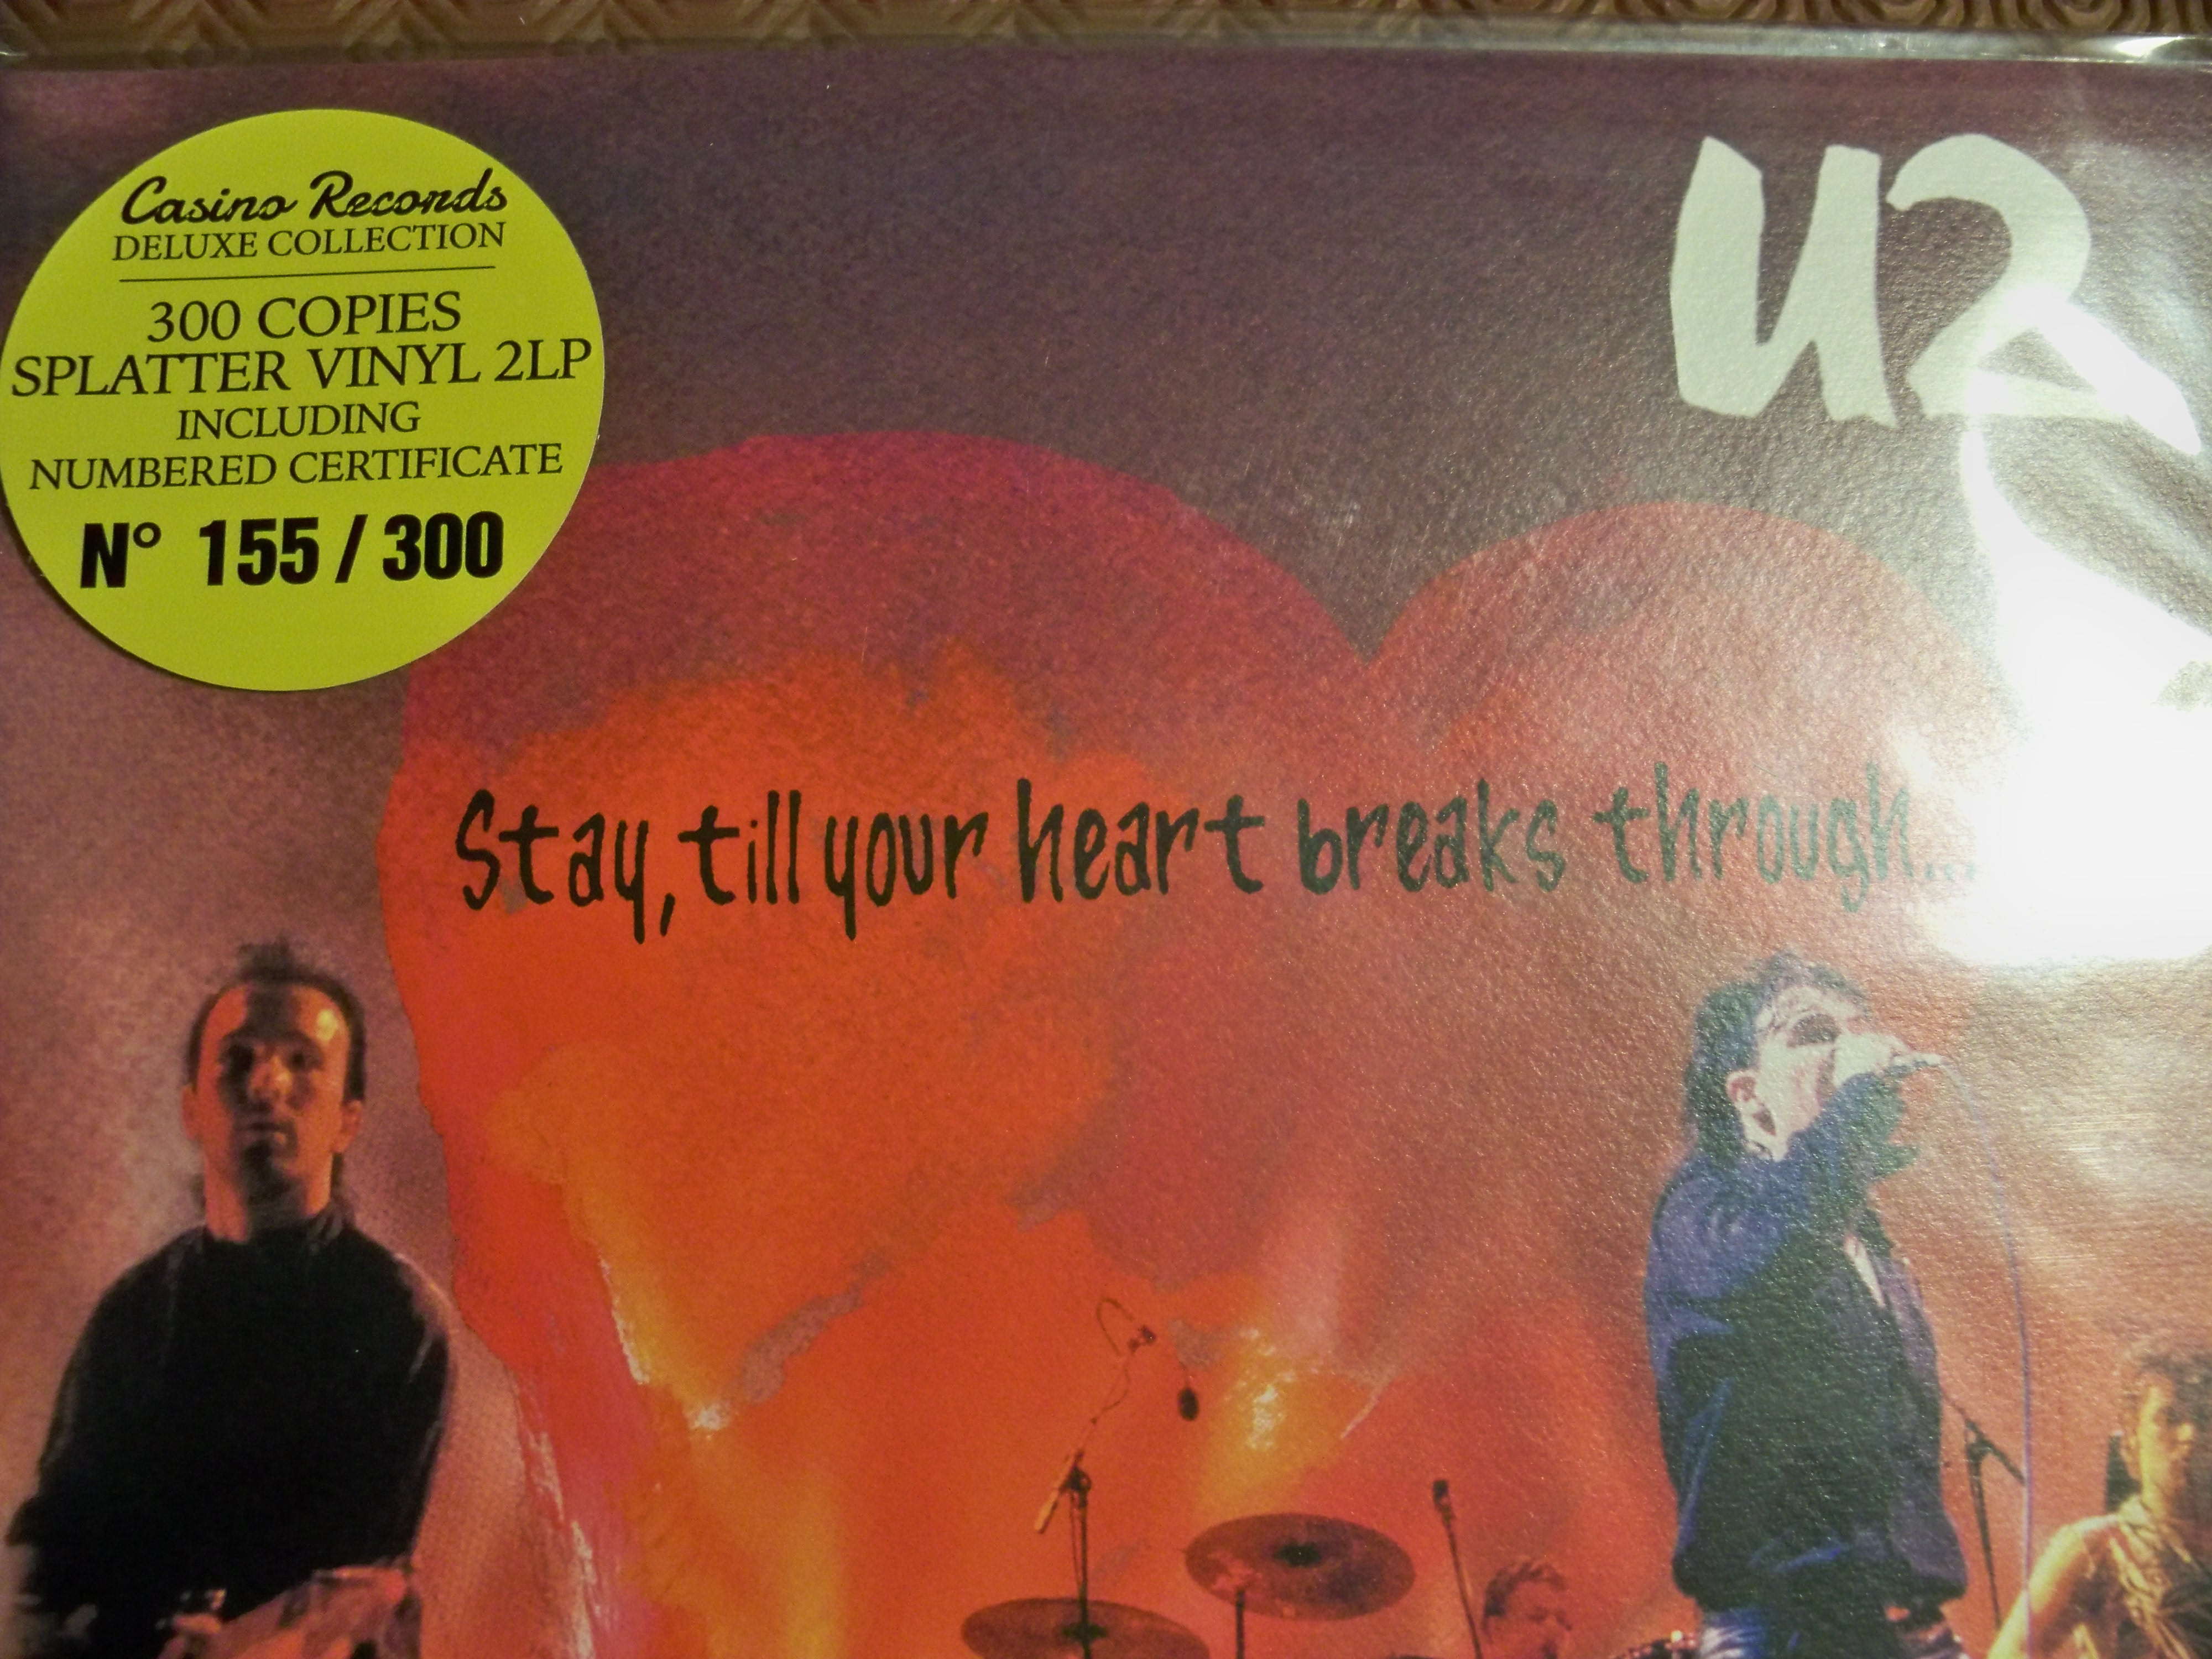 Casino Records
DELUXE COLLECTION
300 COPIES
SPLATTER VINYL 2LP
INCLUDING
NUMBERED CERTIFICATE
N° 155 / 300
U2
Stay, till your heart breaks through...